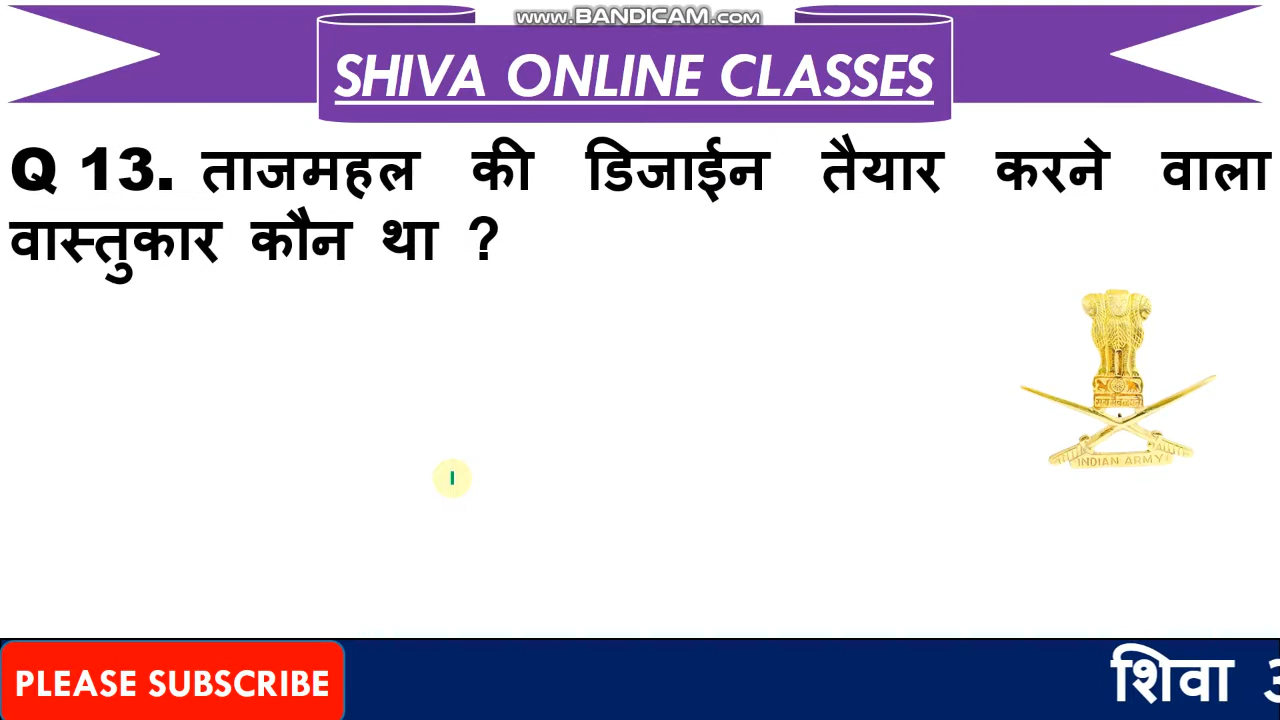 www.BANDICAM.com
SHIVA ONLINE CLASSES
Q 13. ताजमहल की डिजाईन तैयार करने वाला
वास्तुकार कौन था ?
INDIAN ARMY
PLEASE SUBSCRIBE
शिवा